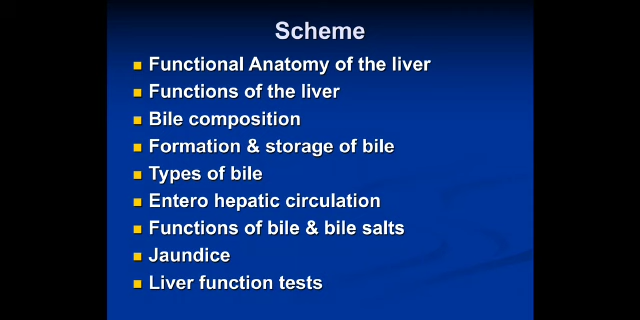 Scheme
Functional Anatomy of the liver
Functions of the liver
Bile composition
Formation & storage of bile
Types of bile
Entero hepatic circulation
Functions of bile & bile salts
Jaundice
Liver function tests